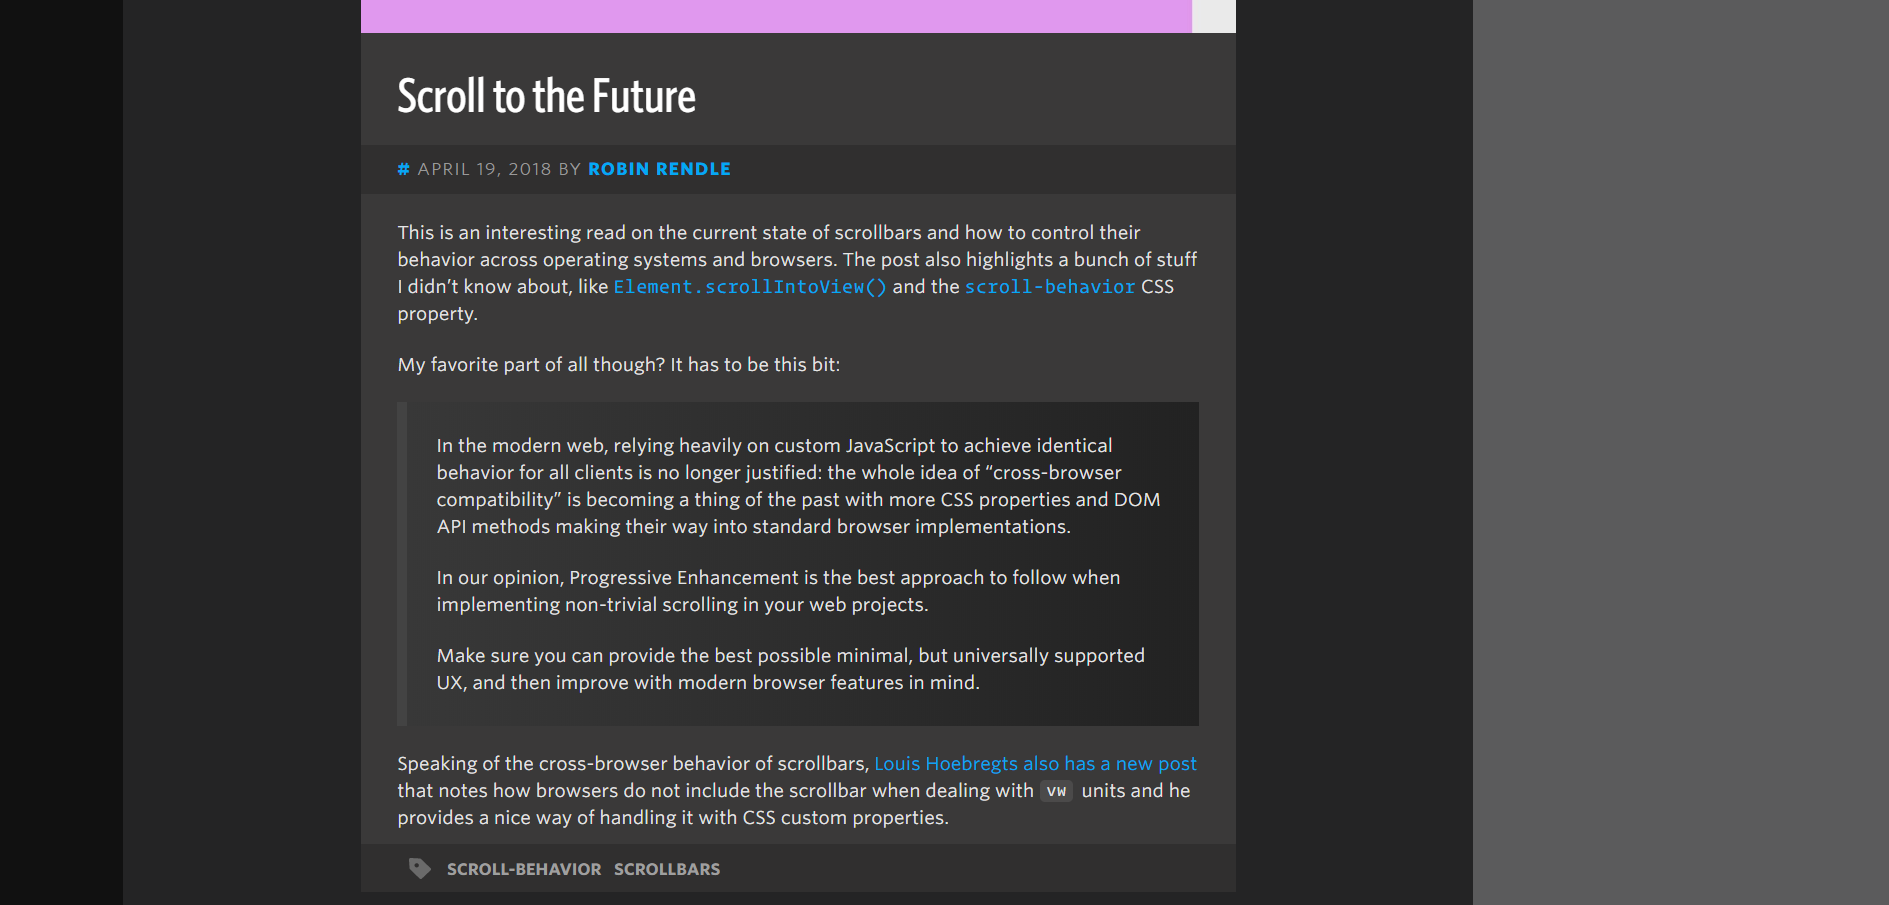 Scroll to the Future
# APRIL 19, 2018 BY ROBIN RENDLE
This is an interesting read on the current state of scrollbars and how to control their
behavior across operating systems and browsers. The post also highlights a bunch of stuff
I didn’t know about, like Element.scrollIntoView() and the scroll-behavior CSS
property.
My favorite part of all though? It has to be this bit:
In the modern web, relying heavily on custom JavaScript to achieve identical
behavior for all clients is no longer justified: the whole idea of “cross-browser
compatibility” is becoming a thing of the past with more CSS properties and DOM
API methods making their way into standard browser implementations.
In our opinion, Progressive Enhancement is the best approach to follow when
implementing non-trivial scrolling in your web projects.
Make sure you can provide the best possible minimal, but universally supported
UX, and then improve with modern browser features in mind.
Speaking of the cross-browser behavior of scrollbars, Louis Hoebregts also has a new post
that notes how browsers do not include the scrollbar when dealing with vw units and he
provides a nice way of handling it with CSS custom properties.
SCROLL-BEHAVIOR SCROLLBARS